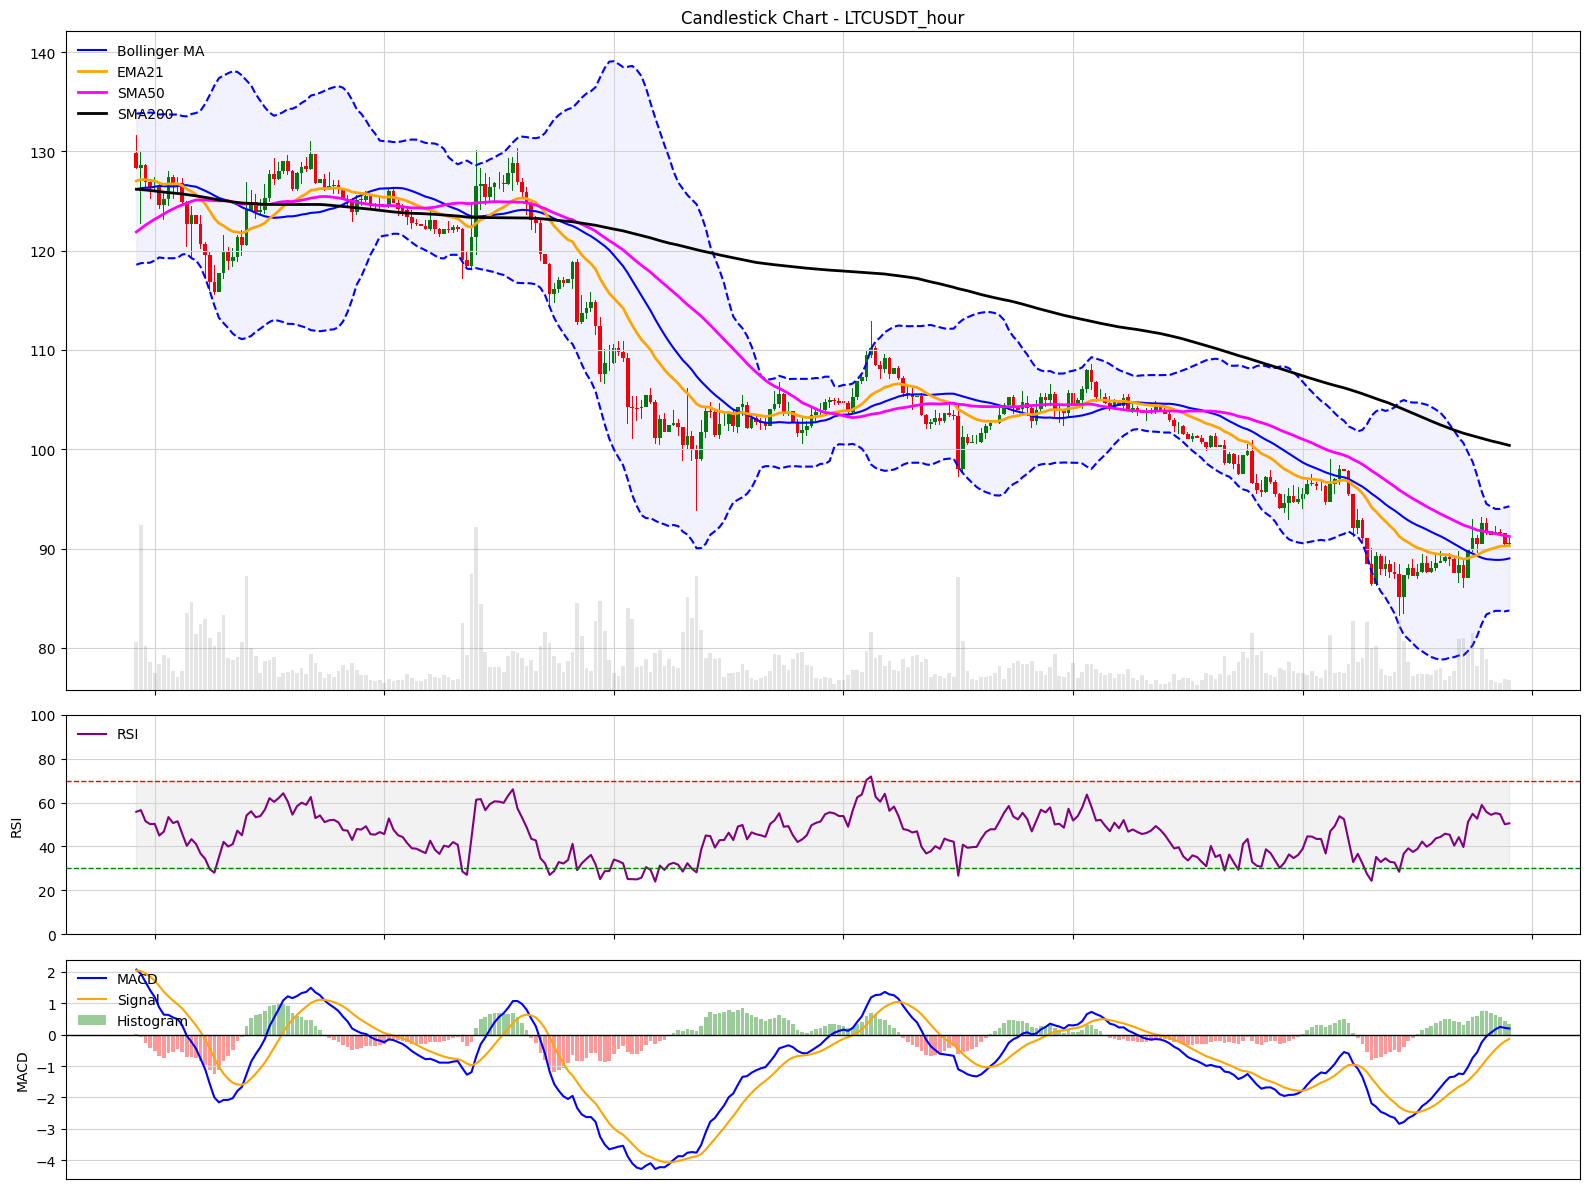 Candlestick Chart - LTCUSDT_hour
140
130
120
110
100
90
80
Bollinger MA
EMA21
SMA50
SMA200
100
80
60
40
20
0
RSI
RSI
2
1
0
−1
−2
−3
−4
MACD
MACD
Signal
Histogram